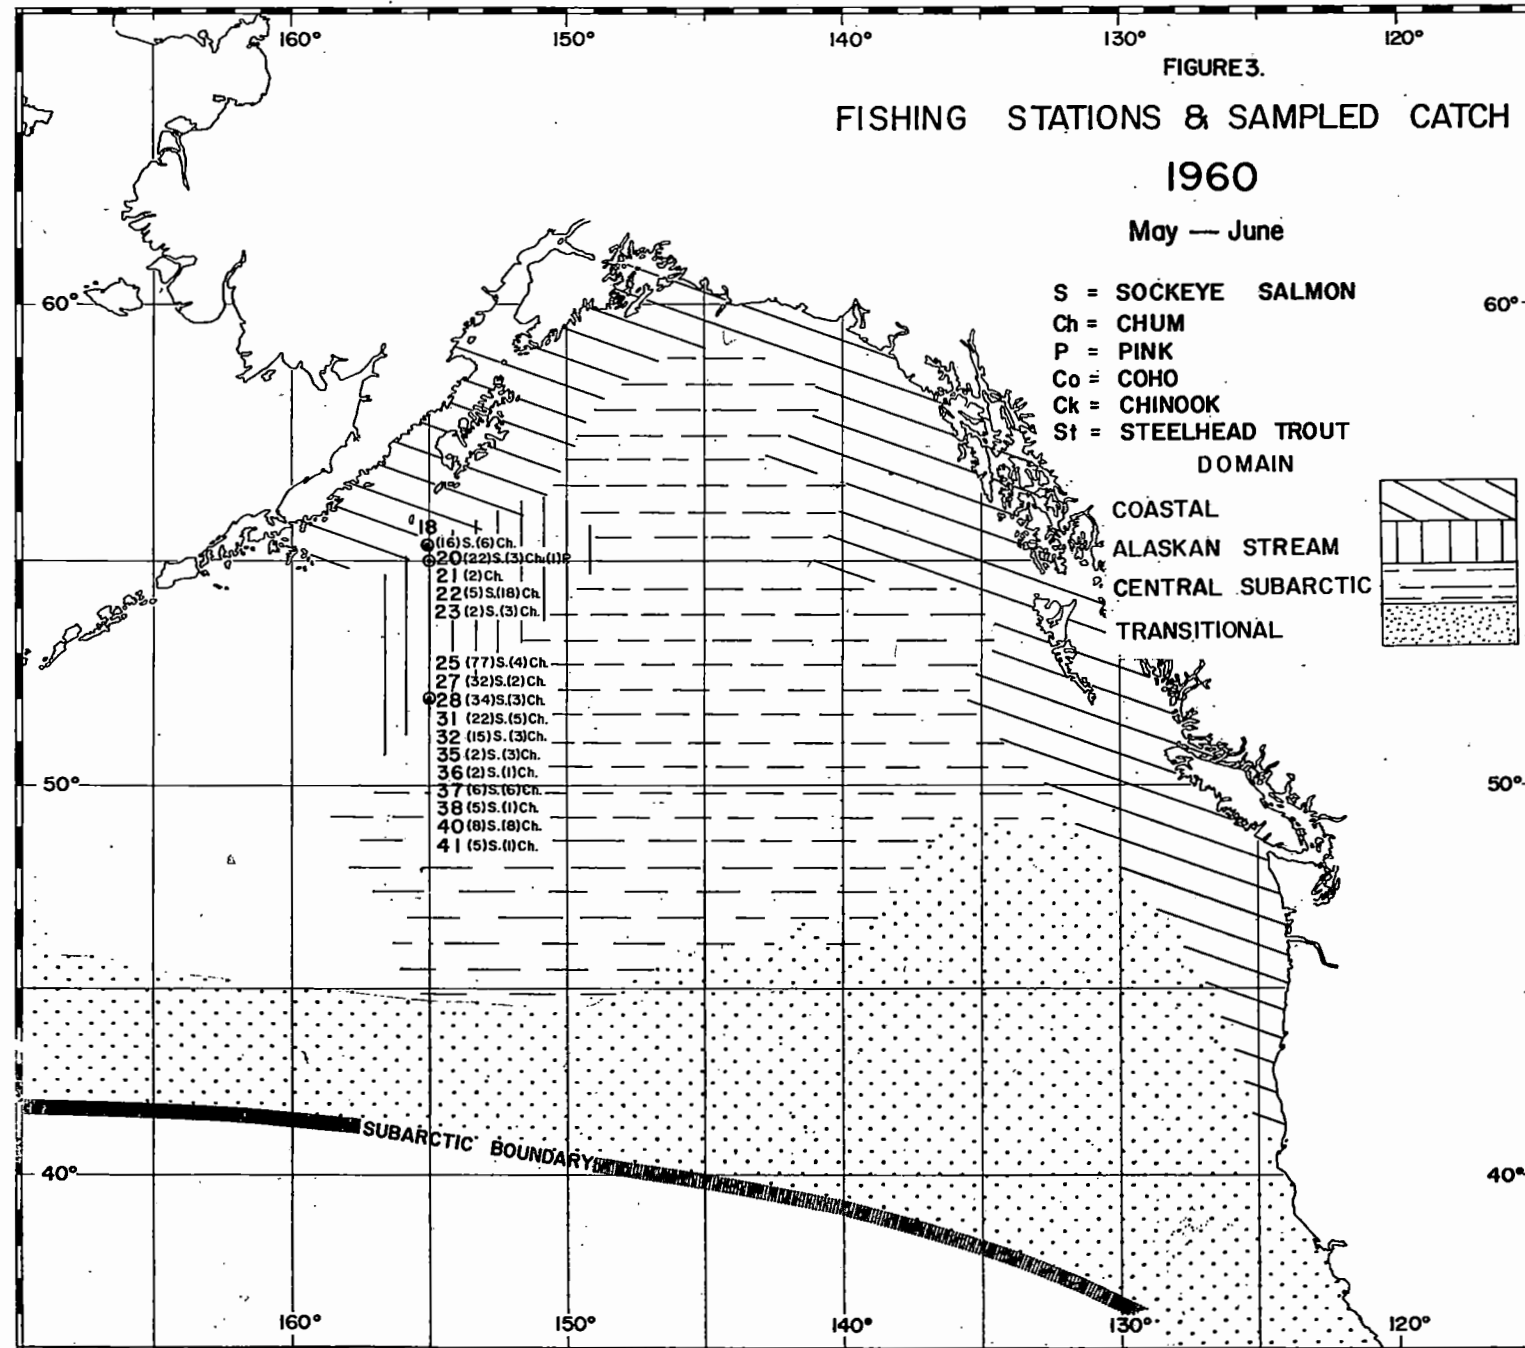 160° 150° 140° 130° 120°
FIGURE 3.
FISHING STATIONS & SAMPLED CATCH
1960
May — June
S = SOCKEYE SALMON
Ch = CHUM
P = PINK
Co = COHO
Ck = CHINOOK
St = STEELHEAD TROUT
DOMAIN
COASTAL
ALASKAN STREAM
CENTRAL SUBARCTIC
TRANSITIONAL
60° 60°
18
(16)S.(6)Ch.
20(22)S.(3)Ch.(1)P.
21 (2)Ch.
22(5)S.(18)Ch.
23(2)S.(3)Ch.
25 (77)S.(4)Ch.
27 (32)S.(2)Ch.
28 (34)S.(3)Ch.
31 (22)S.(5)Ch.
32 (15)S.(3)Ch.
35(2)S.(3)Ch.
36(2)S.(1)Ch.
50° 50°
37(6)S.(6)Ch.
38(5)S.(1)Ch.
40(8)S.(8)Ch.
41 (5)S.(1)Ch.
SUBARCTIC BOUNDARY
40° 40°
160° 150° 140° 130° 120°